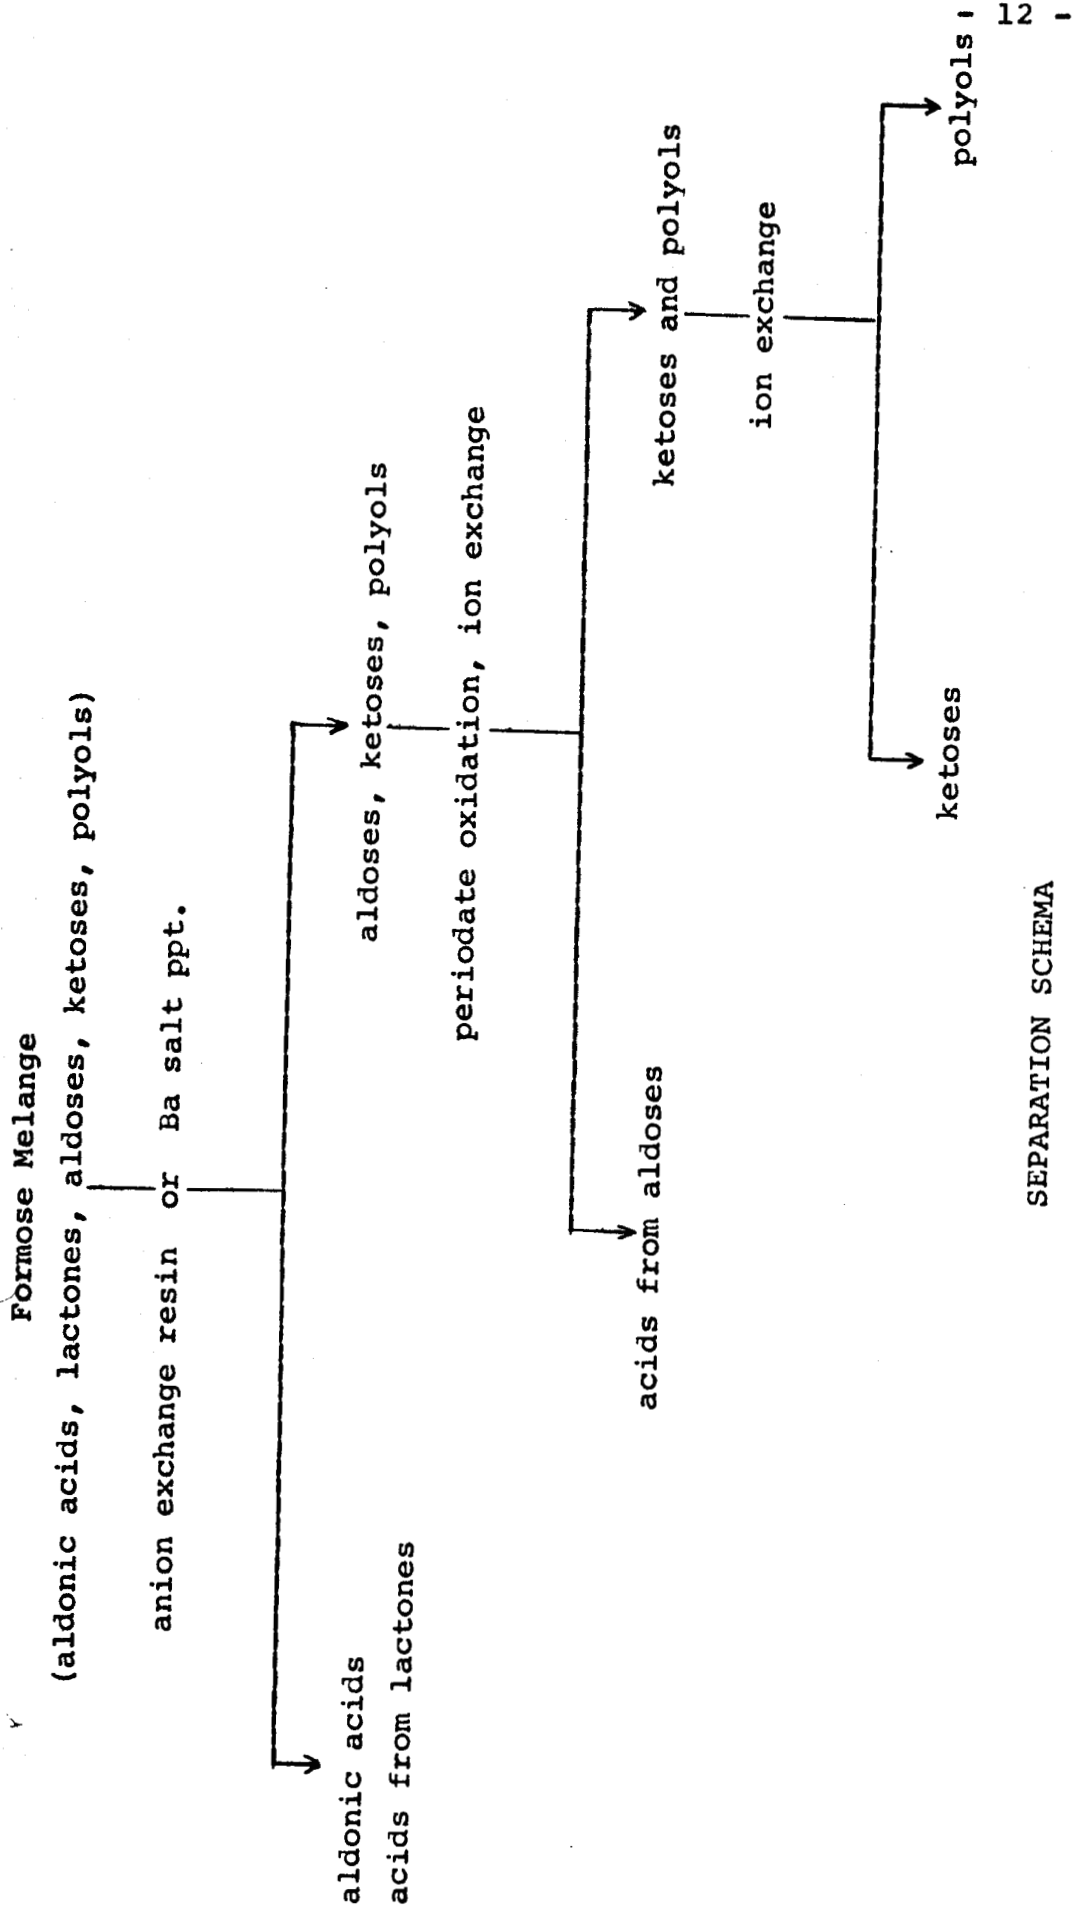 - 12 -
Formose Melange
(aldonic acids, lactones, aldoses, ketoses, polyols)
anion exchange resin or Ba salt ppt.
aldonic acids
acids from lactones
aldoses, ketoses, polyols
periodate oxidation, ion exchange
acids from aldoses
ketoses and polyols
ion exchange
ketoses
polyols
SEPARATION SCHEMA